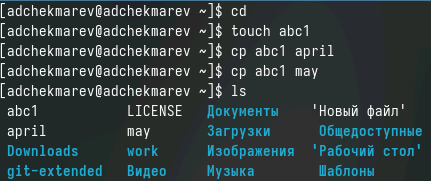 [adchekmarev@adchekmarev ~]$ cd
[adchekmarev@adchekmarev ~]$ touch abc1
[adchekmarev@adchekmarev ~]$ cp abc1 april
[adchekmarev@adchekmarev ~]$ cp abc1 may
[adchekmarev@adchekmarev ~]$ ls
abc1 LICENSE Документы 'Новый файл'
april may Загрузки Общедоступные
Downloads work Изображения 'Рабочий стол'
git-extended Видео Музыка Шаблоны